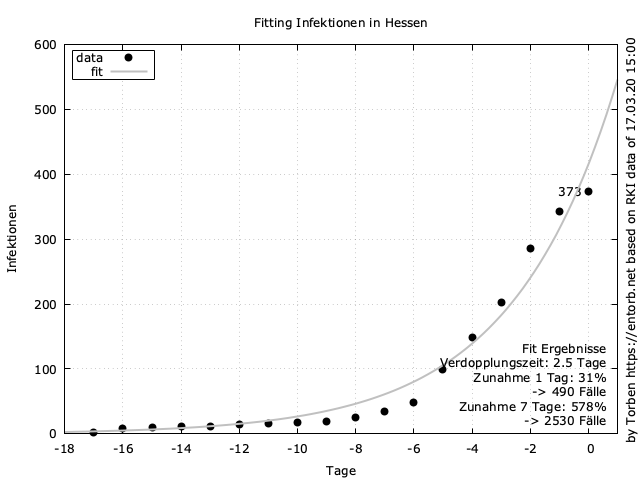 Fitting Infektionen in Hessen
data
fit
600
500
400
300
200
100
0
Infektionen
373
Fit Ergebnisse
Verdopplungszeit: 2.5 Tage
Zunahme 1 Tag: 31%
-> 490 Fälle
Zunahme 7 Tage: 578%
-> 2530 Fälle
-18 -16 -14 -12 -10 -8 -6 -4 -2 0
Tage
by Torben https://entorb.net based on RKI data of 17.03.20 15:00